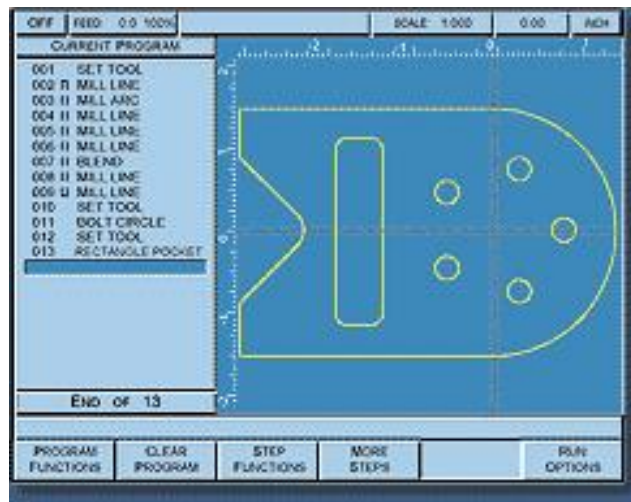 OFF FEED 0.0 100% SCALE 1.000 0.00 INCH
CURRENT PROGRAM
001 SET TOOL
002 MILL LINE
003 MILL ARC
004 MILL LINE
005 MILL LINE
006 MILL LINE
007 BLEND
008 MILL LINE
009 MILL LINE
010 SET TOOL
011 BOLT CIRCLE
012 SET TOOL
013 RECTANGLE POCKET
END OF 13
PROGRAM FUNCTIONS
CLEAR PROGRAM
STEP FUNCTIONS
MORE STEPS
RUN OPTIONS